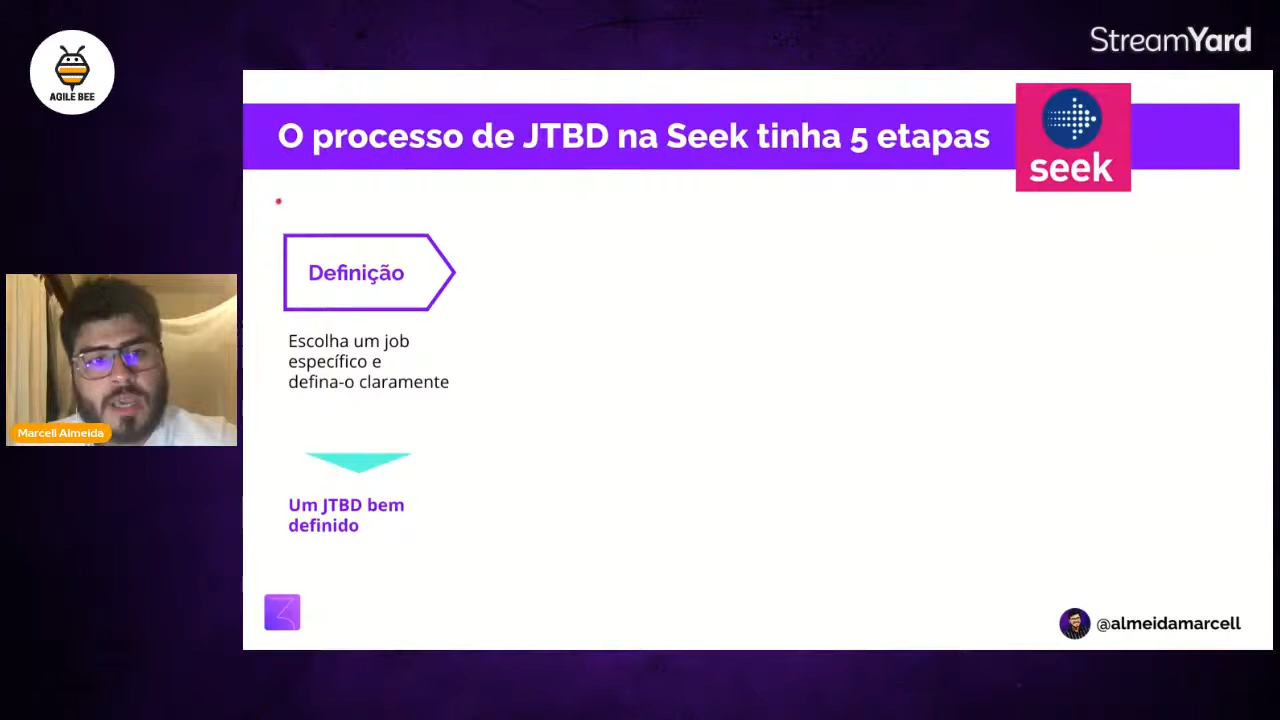 AGILE BEE
StreamYard
O processo de JTBD na Seek tinha 5 etapas
seek
Definição
Escolha um job
específico e
defina-o claramente
Marcell Almeida
Um JTBD bem
definido
@almeidamarcell